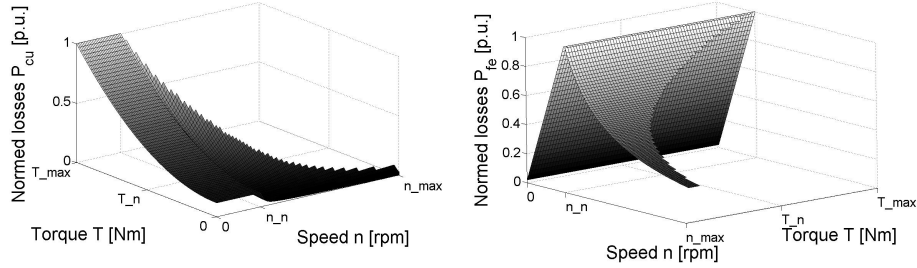 Normed losses P_cu [p.u.]
1
0.5
0
T_max
T_n
0
Torque T [Nm]
0
n_n
n_max
Speed n [rpm]
Normed losses P_fe [p.u.]
1
0.8
0.6
0.4
0.2
0
0
n_n
n_max
Speed n [rpm]
T_n
T_max
Torque T [Nm]